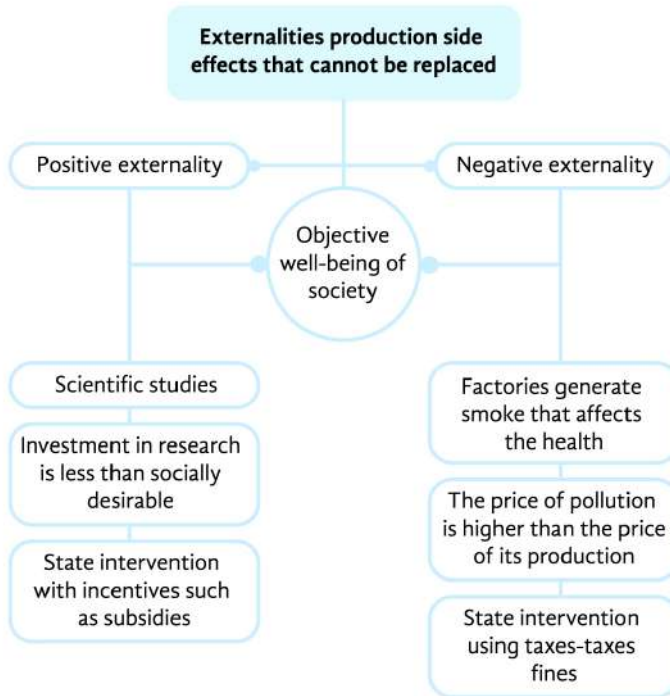 Externalities production side
effects that cannot be replaced
Positive externality
Negative externality
Objective
well-being of
society
Scientific studies
Investment in research
is less than socially
desirable
State intervention
with incentives such
as subsidies
Factories generate
smoke that affects
the health
The price of pollution
is higher than the price
of its production
State intervention
using taxes-taxes
fines